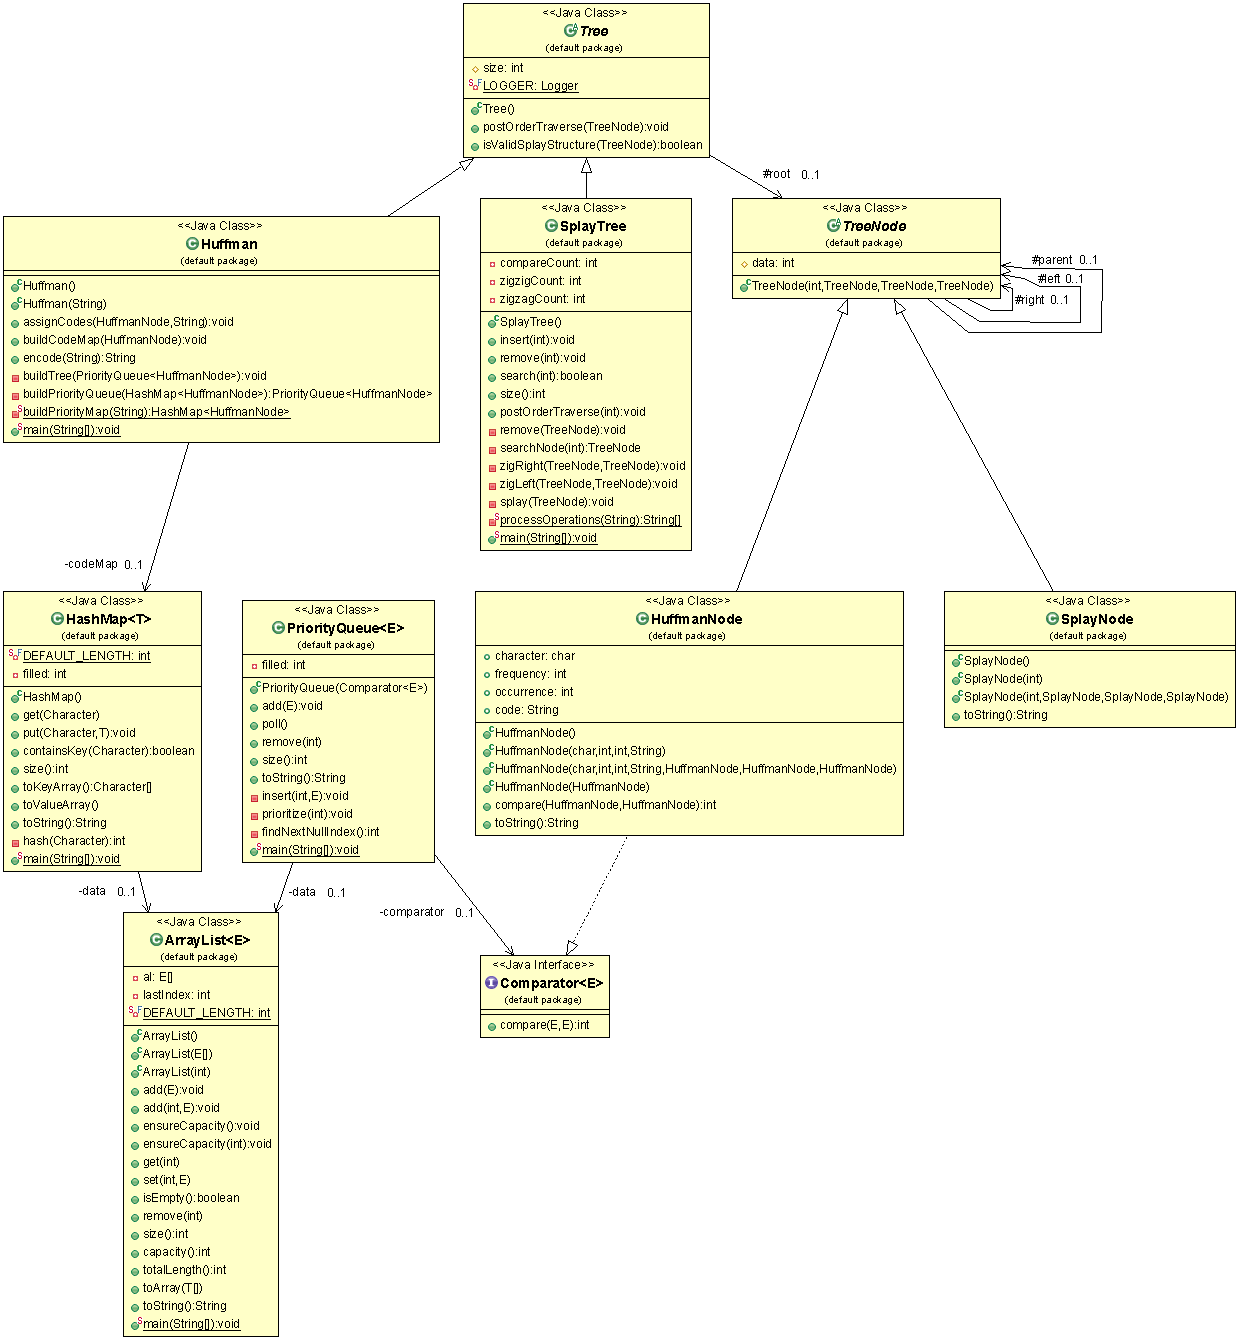 <<Java Class>>
Tree
(default package)
size: int
LOGGER: Logger
Tree()
postOrderTraverse(TreeNode):void
isValidSplayStructure(TreeNode):boolean
#root 0..1
<<Java Class>>
Huffman
(default package)
Huffman()
Huffman(String)
assignCodes(HuffmanNode,String):void
buildCodeMap(HuffmanNode):void
encode(String):String
buildTree(PriorityQueue<HuffmanNode>):void
buildPriorityQueue(HashMap<HuffmanNode>):PriorityQueue<HuffmanNode>
buildPriorityMap(String):HashMap<HuffmanNode>
main(String[]):void
<<Java Class>>
SplayTree
(default package)
compareCount: int
zigzigCount: int
zigzagCount: int
SplayTree()
insert(int):void
remove(int):void
search(int):boolean
size():int
postOrderTraverse(int):void
remove(TreeNode):void
searchNode(int):TreeNode
zigRight(TreeNode,TreeNode):void
zigLeft(TreeNode,TreeNode):void
splay(TreeNode):void
processOperations(String):String[]
main(String[]):void
<<Java Class>>
TreeNode
(default package)
data: int
TreeNode(int,TreeNode,TreeNode,TreeNode)
#parent 0..1
#left 0..1
#right 0..1
-codeMap 0..1
<<Java Class>>
HashMap<T>
(default package)
DEFAULT_LENGTH: int
filled: int
HashMap()
get(Character)
put(Character,T):void
containsKey(Character):boolean
size():int
toKeyArray():Character[]
toValueArray()
toString():String
hash(Character):int
main(String[]):void
<<Java Class>>
PriorityQueue<E>
(default package)
filled: int
PriorityQueue(Comparator<E>)
add(E):void
poll()
remove(int)
size():int
toString():String
insert(int,E):void
prioritize(int):void
findNextNullIndex():int
main(String[]):void
<<Java Class>>
HuffmanNode
(default package)
character: char
frequency: int
occurrence: int
code: String
HuffmanNode()
HuffmanNode(char,int,int,String)
HuffmanNode(char,int,int,String,HuffmanNode,HuffmanNode,HuffmanNode)
HuffmanNode(HuffmanNode)
compare(HuffmanNode,HuffmanNode):int
toString():String
<<Java Class>>
SplayNode
(default package)
SplayNode()
SplayNode(int)
SplayNode(int,SplayNode,SplayNode,SplayNode)
toString():String
-data 0..1
-data 0..1
-comparator 0..1
<<Java Class>>
ArrayList<E>
(default package)
al: E[]
lastIndex: int
DEFAULT_LENGTH: int
ArrayList()
ArrayList(E[])
ArrayList(int)
add(E):void
add(int,E):void
ensureCapacity():void
ensureCapacity(int):void
get(int)
set(int,E)
isEmpty():boolean
remove(int)
size():int
capacity():int
totalLength():int
toArray(T[])
toString():String
main(String[]):void
<<Java Interface>>
Comparator<E>
(default package)
compare(E,E):int